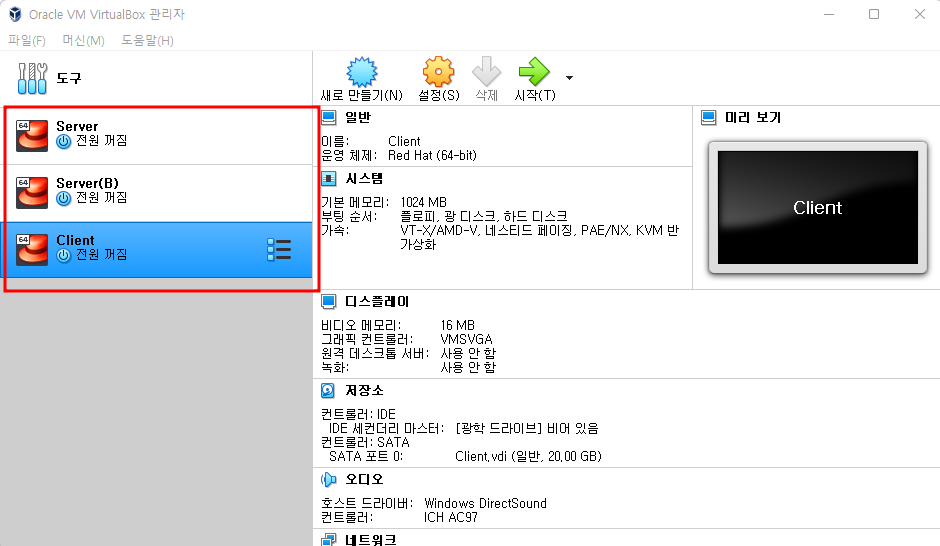 Oracle VM VirtualBox 관리자
파일(F) 머신(M) 도움말(H)
도구
64
Server
전원 꺼짐
64
Server(B)
전원 꺼짐
64
Client
전원 꺼짐
새로 만들기(N) 설정(S) 삭제 시작(T)
일반
이름: Client
운영 체제: Red Hat (64-bit)
시스템
기본 메모리: 1024 MB
부팅 순서: 플로피, 광 디스크, 하드 디스크
가속: VT-X/AMD-V, 네스티드 페이징, PAE/NX, KVM 반
가상화
미리 보기
Client
디스플레이
비디오 메모리: 16 MB
그래픽 컨트롤러: VMSVGA
원격 데스크톱 서버: 사용 안 함
녹화: 사용 안 함
저장소
컨트롤러: IDE
IDE 세컨더리 마스터: [광학 드라이브] 비어 있음
컨트롤러: SATA
SATA 포트 0: Client.vdi (일반, 20.00 GB)
오디오
호스트 드라이버: Windows DirectSound
컨트롤러: ICH AC97
네트워크